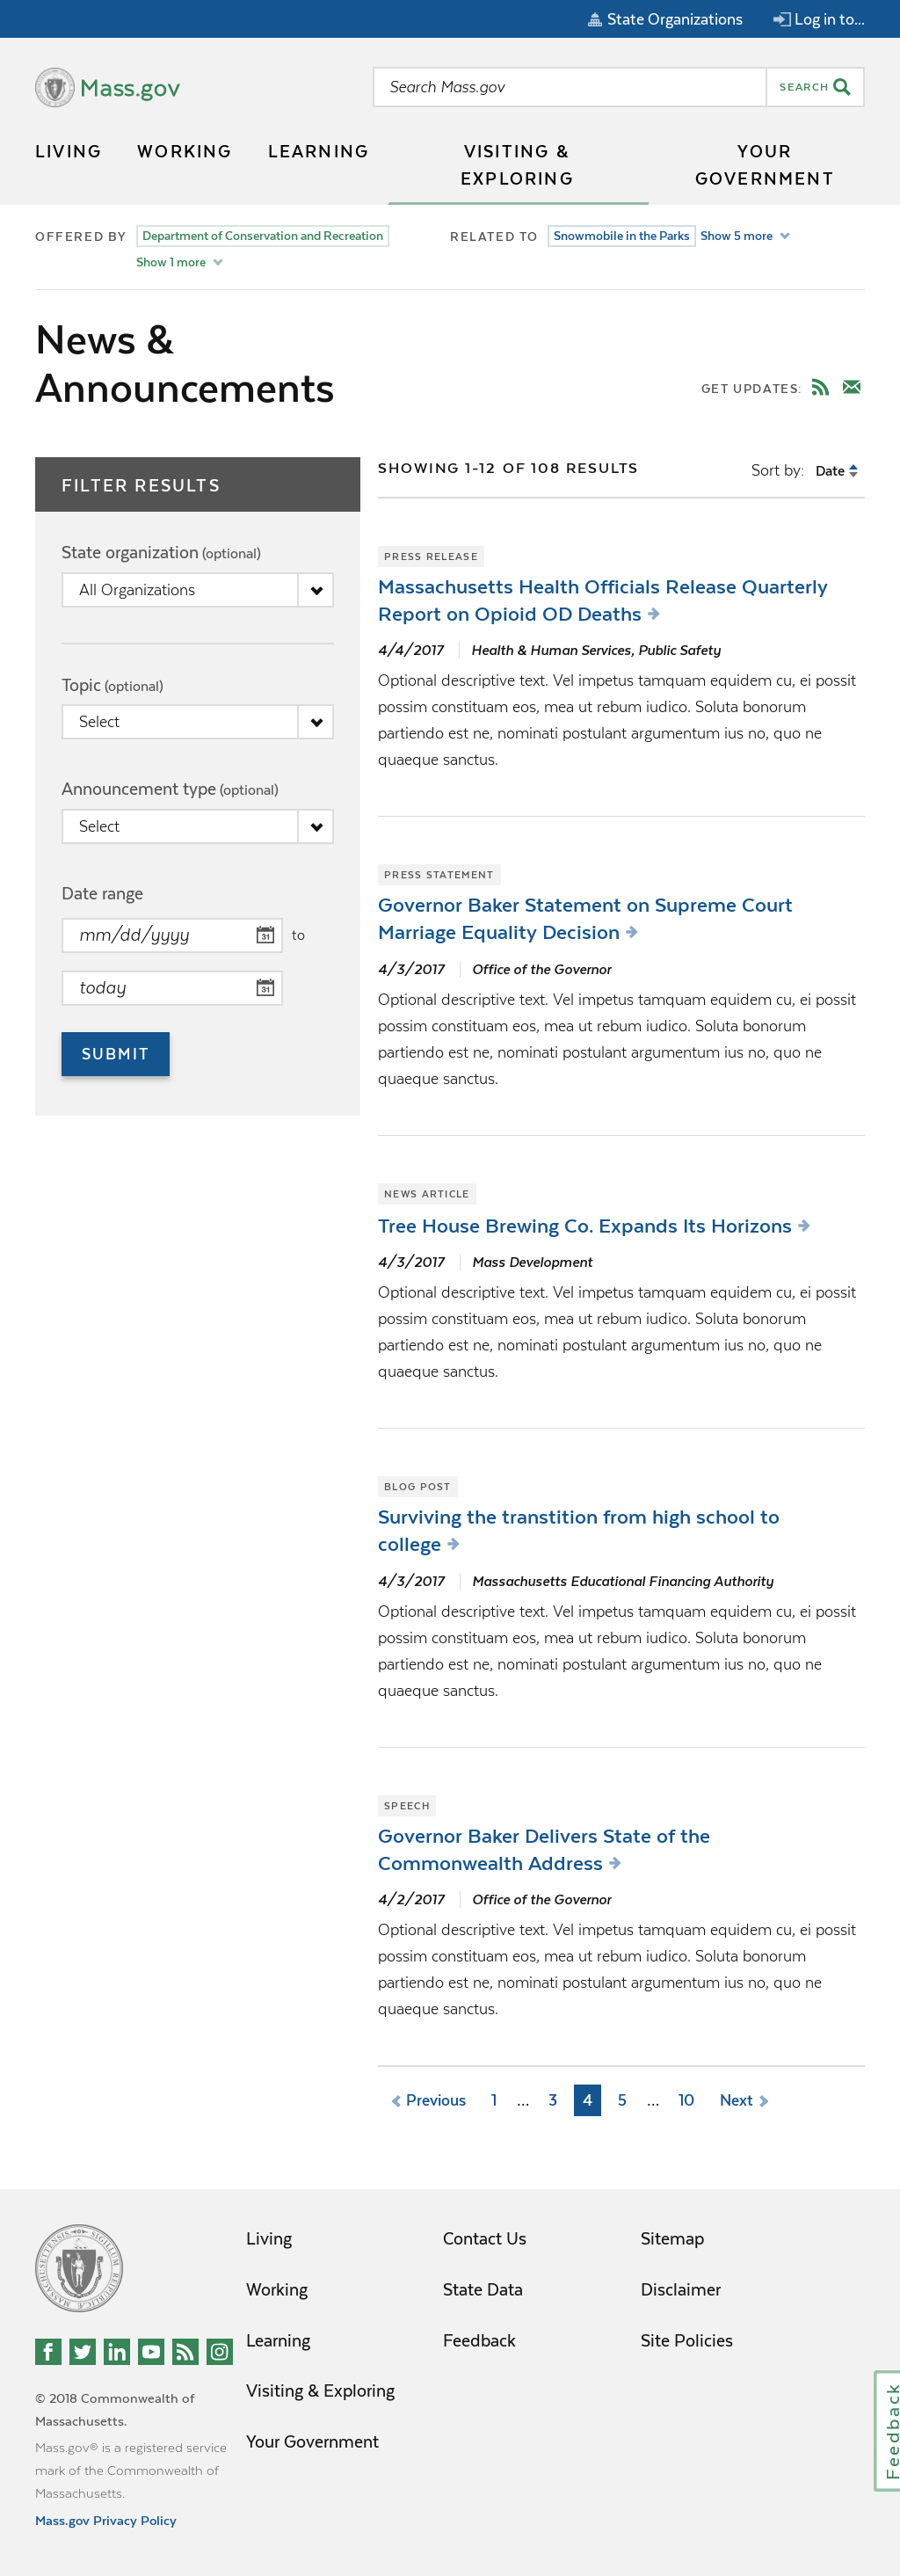 State Organizations Log in to...
Mass.gov Search Mass.gov SEARCH
LIVING WORKING LEARNING VISITING & EXPLORING YOUR GOVERNMENT
OFFERED BY Department of Conservation and Recreation
Show 1 more
RELATED TO Snowmobile in the Parks Show 5 more
News &
Announcements
GET UPDATES:
FILTER RESULTS
State organization (optional)
All Organizations
Topic (optional)
Select
Announcement type (optional)
Select
Date range
mm/dd/yyyy 31 to
today 31
SUBMIT
SHOWING 1-12 OF 108 RESULTS Sort by: Date
PRESS RELEASE
Massachusetts Health Officials Release Quarterly
Report on Opioid OD Deaths
4/4/2017 Health & Human Services, Public Safety
Optional descriptive text. Vel impetus tamquam equidem cu, ei possit
possim constituam eos, mea ut rebum iudico. Soluta bonorum
partiendo est ne, nominati postulant argumentum ius no, quo ne
quaeque sanctus.
PRESS STATEMENT
Governor Baker Statement on Supreme Court
Marriage Equality Decision
4/3/2017 Office of the Governor
Optional descriptive text. Vel impetus tamquam equidem cu, ei possit
possim constituam eos, mea ut rebum iudico. Soluta bonorum
partiendo est ne, nominati postulant argumentum ius no, quo ne
quaeque sanctus.
NEWS ARTICLE
Tree House Brewing Co. Expands Its Horizons
4/3/2017 Mass Development
Optional descriptive text. Vel impetus tamquam equidem cu, ei possit
possim constituam eos, mea ut rebum iudico. Soluta bonorum
partiendo est ne, nominati postulant argumentum ius no, quo ne
quaeque sanctus.
BLOG POST
Surviving the transtition from high school to
college
4/3/2017 Massachusetts Educational Financing Authority
Optional descriptive text. Vel impetus tamquam equidem cu, ei possit
possim constituam eos, mea ut rebum iudico. Soluta bonorum
partiendo est ne, nominati postulant argumentum ius no, quo ne
quaeque sanctus.
SPEECH
Governor Baker Delivers State of the
Commonwealth Address
4/2/2017 Office of the Governor
Optional descriptive text. Vel impetus tamquam equidem cu, ei possit
possim constituam eos, mea ut rebum iudico. Soluta bonorum
partiendo est ne, nominati postulant argumentum ius no, quo ne
quaeque sanctus.
Previous 1 ... 3 4 5 ... 10 Next
© 2018 Commonwealth of
Massachusetts.
Mass.gov® is a registered service
mark of the Commonwealth of
Massachusetts.
Mass.gov Privacy Policy
Living
Working
Learning
Visiting & Exploring
Your Government
Contact Us
State Data
Feedback
Sitemap
Disclaimer
Site Policies
Feedback